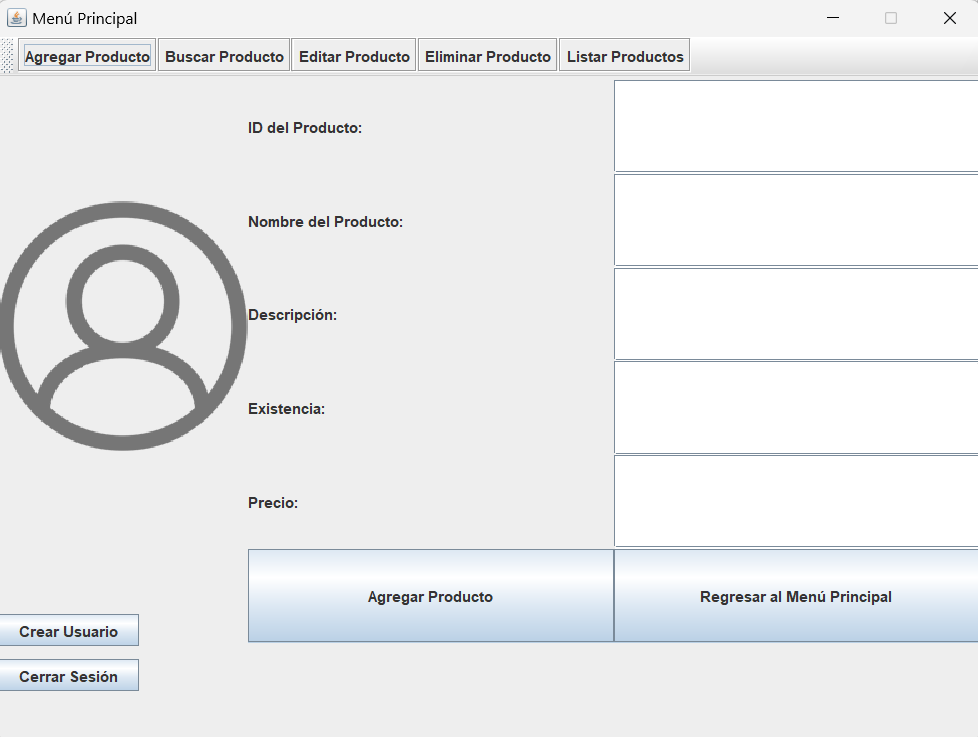 Menú Principal
Agregar Producto Buscar Producto Editar Producto Eliminar Producto Listar Productos
ID del Producto:
Nombre del Producto:
Descripción:
Existencia:
Precio:
Agregar Producto Regresar al Menú Principal
Crear Usuario
Cerrar Sesión